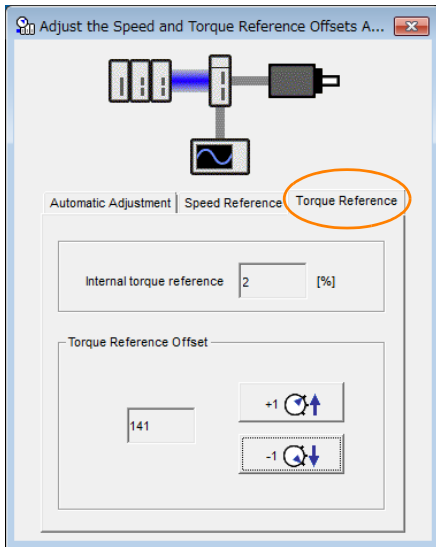 Adjust the Speed and Torque Reference Offsets A...
Automatic Adjustment Speed Reference Torque Reference
Internal torque reference 2 [%]
Torque Reference Offset
+1
141
-1